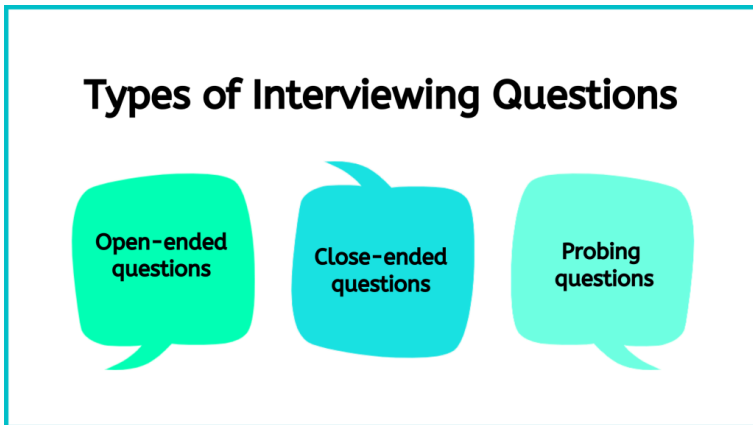 Types of Interviewing Questions
Open-ended
questions
Close-ended
questions
Probing
questions